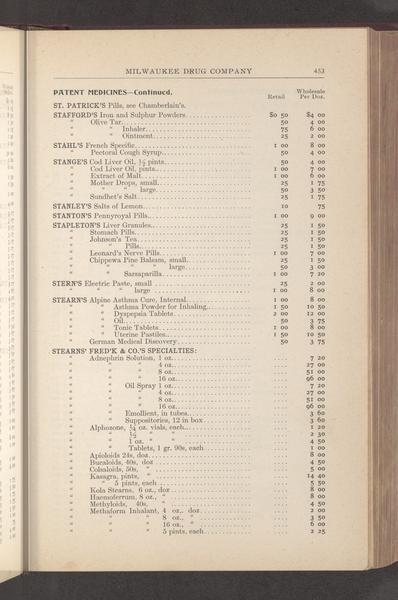 MILWAUKEE DRUG COMPANY 453
PATENT MEDICINES—Continued. Retail Wholesale Per Doz.
ST. PATRICK'S Pills, see Chamberlain's.
STAFFORD'S Iron and Sulphur Powders $0 50 $4 00
" Olive Tar 50 4 00
" " Inhaler 75 6 00
" " Ointment 25 2 00
STAHL'S French Specific 1 00 8 00
" Pectoral Cough Syrup 50 4 00
STANGE'S Cod Liver Oil, ½ pints 50 4 00
" Cod Liver Oil, pints 1 00 7 00
" Extract of Malt 1 00 6 00
" Mother Drops, small 25 1 75
" " " large 50 3 50
" Sundhet's Salt 25 1 75
STANLEY'S Salts of Lemon 10 75
STANTON'S Pennyroyal Pills 1 00 9 00
STAPLETON'S Liver Granules 25 1 50
" Stomach Pills 25 1 50
" Johnson's Tea 25 1 50
" " Pills 25 1 50
" Leonard's Nerve Pills 1 00 7 00
" Chippewa Pine Balsam, small 25 1 50
" " " " large 50 3 00
" " Sarsaparilla 1 00 7 20
STERN'S Electric Paste, small 25 2 00
" " " large 1 00 8 00
STEARN'S Alpine Asthma Cure, Internal 1 00 8 00
" " Asthma Powder for Inhaling 1 50 10 50
" " Dyspepsia Tablets 2 00 12 00
" " Oil 50 3 75
" " Tonic Tablets 1 00 8 00
" " Uterine Pastiles 1 50 10 50
" German Medical Discovery 50 3 75
STEARNS' FRED'K & CO.'S SPECIALTIES:
" Adnephrin Solution, 1 oz. 7 20
" " " 4 oz. 27 00
" " " 8 oz. 51 00
" " " 16 oz. 96 00
" " Oil Spray 1 oz. 7 20
" " " 4 oz. 27 00
" " " 8 oz. 51 00
" " " 16 oz. 96 00
" " Emollient, in tubes 3 60
" " Suppositories, 12 in box 3 60
" Alphozone, ¼ oz. vials, each 1 20
" " ½ " " " 2 30
" " 1 oz. " " 4 50
" " Tablets, 1 gr. 90s, each 1 00
" Apioloids 24s, doz 8 00
" Bucaloids, 40s, doz 4 50
" Colsaloids, 50s, " 5 00
" Kasagra, pints, " 14 40
" " 5 pints, each 5 50
" Kola Stearns, 6 oz., doz 8 00
" Haemoferrum, 8 oz., " 8 00
" Methyloids, 40s, " 4 50
" Methaform Inhalant, 4 oz., doz 2 00
" " " 8 oz., " 3 50
" " " 16 oz., " 6 00
" " " 5 pints, each 2 25